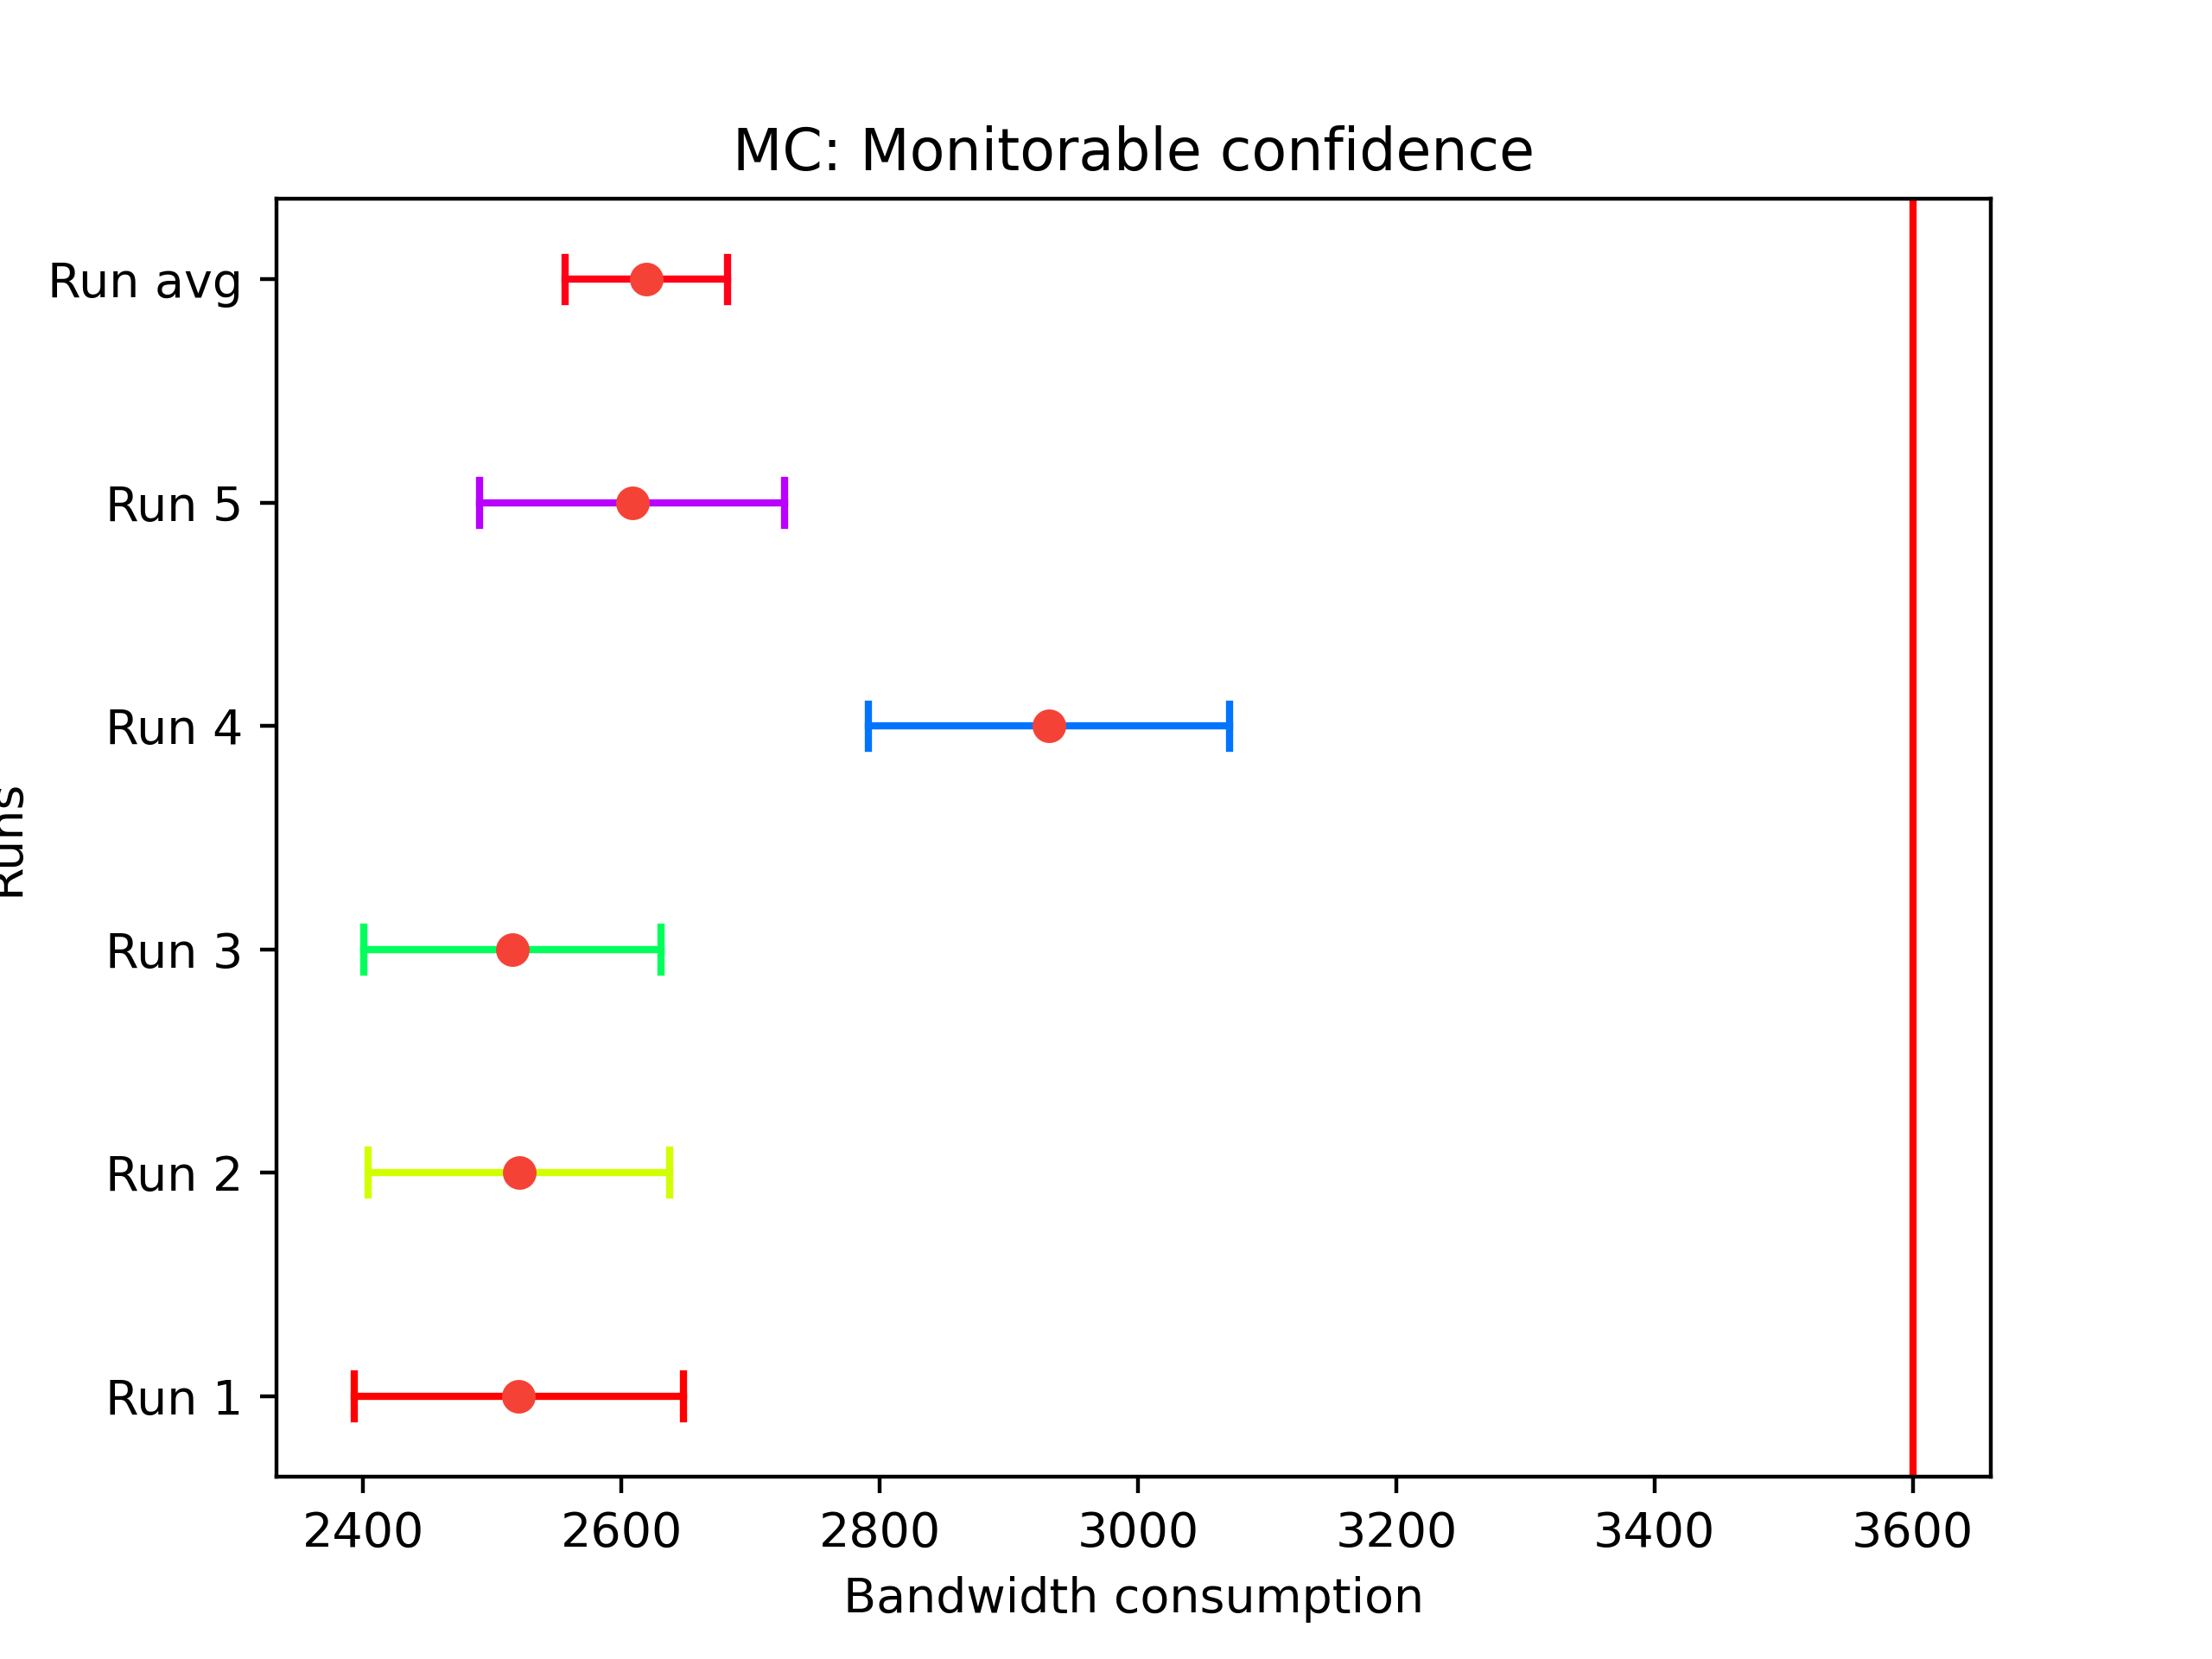 MC: Monitorable confidence
Run avg
Run 5
Run 4
Run 3
Run 2
Run 1
Runs
2400 2600 2800 3000 3200 3400 3600
Bandwidth consumption